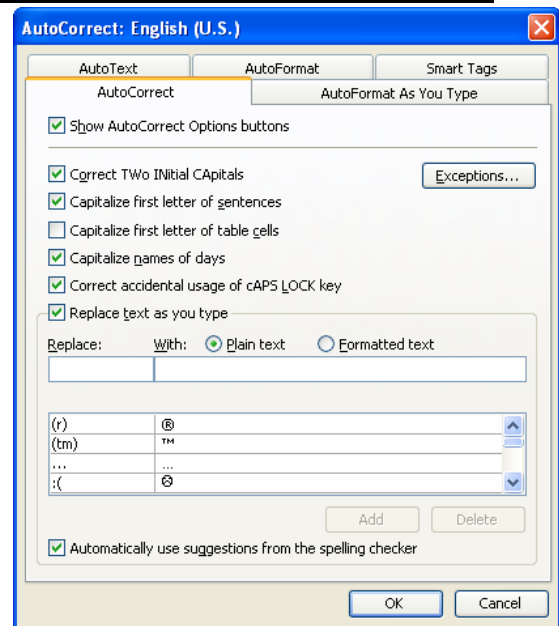 AutoCorrect: English (U.S.)
AutoText AutoFormat Smart Tags
AutoCorrect AutoFormat As You Type
Show AutoCorrect Options buttons
Correct TWo INitial CApitals Exceptions...
Capitalize first letter of sentences
Capitalize first letter of table cells
Capitalize names of days
Correct accidental usage of cAPS LOCK key
Replace text as you type
Replace: With: Plain text Formatted text
(r) ®
(tm) ™
... ...
:( ☹
Add Delete
Automatically use suggestions from the spelling checker
OK Cancel